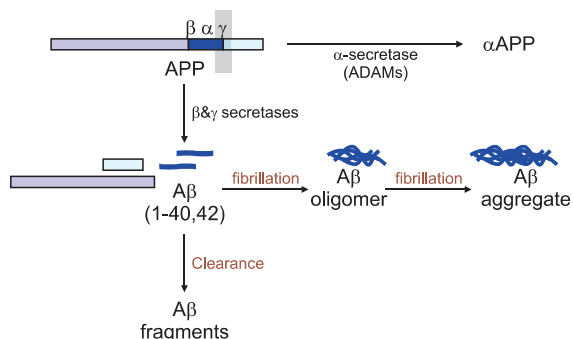 β α γ
APP
α-secretase
(ADAMs)
αAPP
β&γ secretases
Aβ
(1-40,42)
fibrillation
Aβ
oligomer
fibrillation
Aβ
aggregate
Clearance
Aβ
fragments